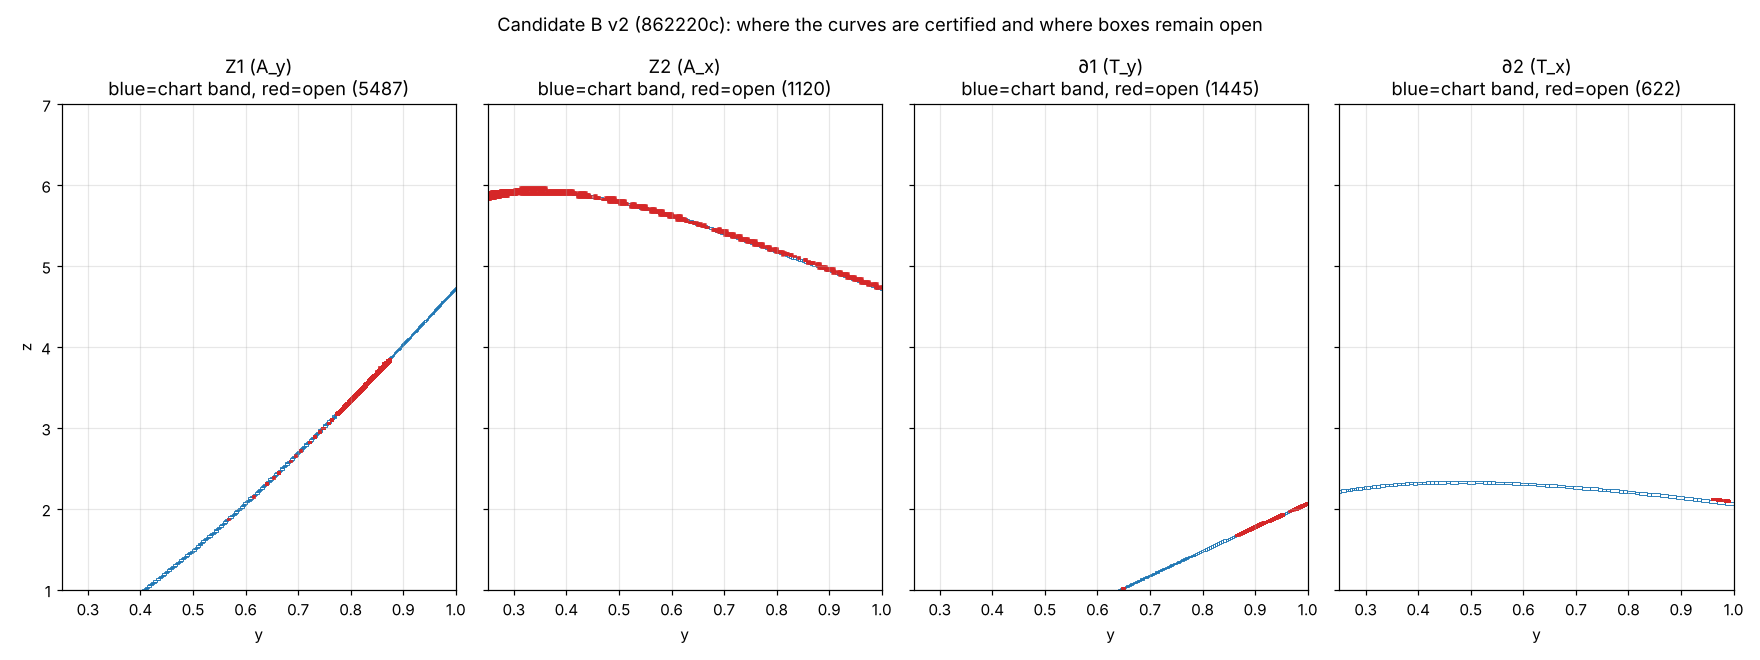 Candidate B v2 (862220c): where the curves are certified and where boxes remain open
Z1 (A_y)
blue=chart band, red=open (5487)
Z2 (A_x)
blue=chart band, red=open (1120)
∂1 (T_y)
blue=chart band, red=open (1445)
∂2 (T_x)
blue=chart band, red=open (622)
7
6
5
4
3
2
1
z
0.3 0.4 0.5 0.6 0.7 0.8 0.9 1.0
0.3 0.4 0.5 0.6 0.7 0.8 0.9 1.0
0.3 0.4 0.5 0.6 0.7 0.8 0.9 1.0
0.3 0.4 0.5 0.6 0.7 0.8 0.9 1.0
y
y
y
y